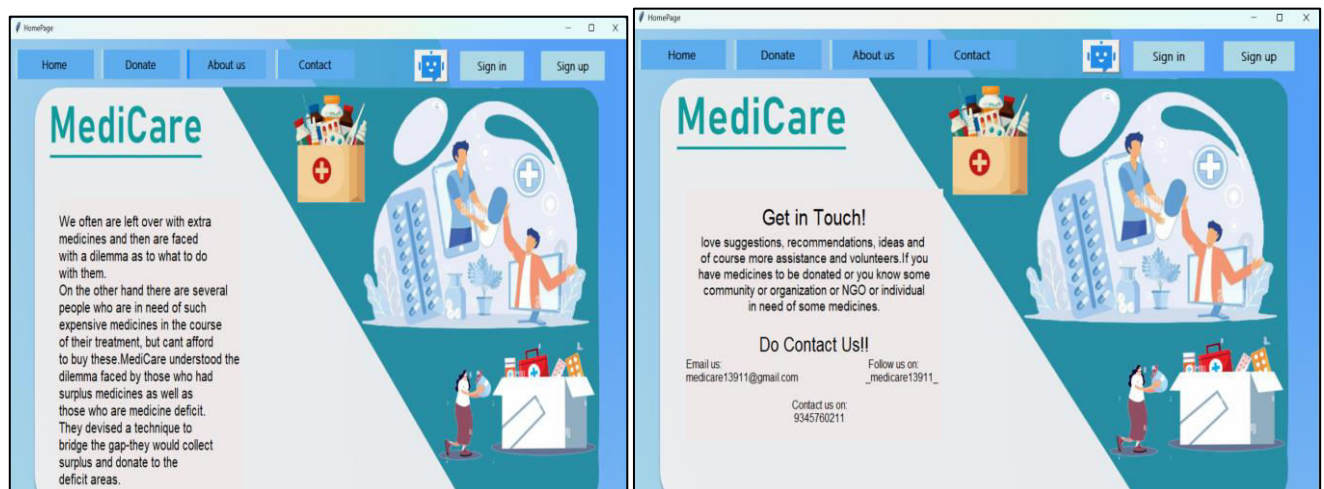 HomePage
Home Donate About us Contact Sign in Sign up
MediCare
We often are left over with extra
medicines and then are faced
with a dilemma as to what to do
with them.
On the other hand there are several
people who are in need of such
expensive medicines in the course
of their treatment, but cant afford
to buy these.MediCare understood the
dilemma faced by those who had
surplus medicines as well as
those who are medicine deficit.
They devised a technique to
bridge the gap-they would collect
surplus and donate to the
deficit areas.
HomePage
Home Donate About us Contact Sign in Sign up
MediCare
Get in Touch!
love suggestions, recommendations, ideas and
of course more assistance and volunteers.If you
have medicines to be donated or you know some
community or organization or NGO or individual
in need of some medicines.
Do Contact Us!!
Email us: Follow us on:
medicare13911@gmail.com _medicare13911_
Contact us on:
9345760211